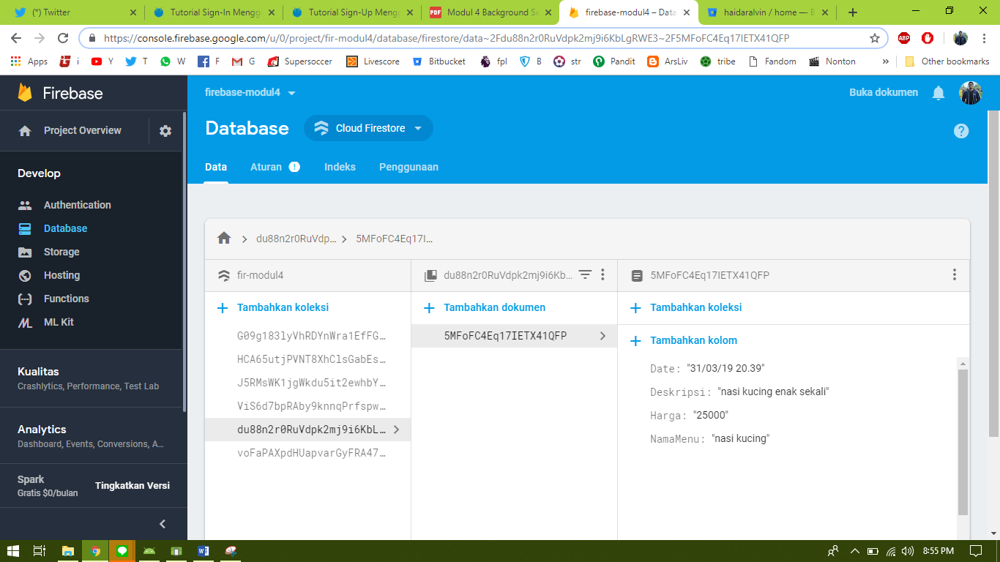 (*) Twitter
Tutorial Sign-In Mengg
Tutorial Sign-Up Mengg
PDF Modul 4 Background Se
firebase-modul4 – Data
haidaralvin / home — B
https://console.firebase.google.com/u/0/project/fir-modul4/database/firestore/data~2Fdu88n2r0RuVdpk2mj9i6KbLgRWE3~2F5MFoFC4Eq17IETX41QFP
ABP
Apps
i
Y
T
W
F
G
Supersoccer
Livescore
Bitbucket
fpl
B
str
Pandit
ArsLiv
tribe
Fandom
Nonton
»
Other bookmarks
Firebase
firebase-modul4
Buka dokumen
Project Overview
Database
Cloud Firestore
Develop
Data
Aturan
Indeks
Penggunaan
Authentication
Database
Storage
Hosting
Functions
ML Kit
Kualitas
Crashlytics, Performance, Test Lab
Analytics
Dashboard, Events, Conversions, A...
Spark
Gratis $0/bulan
Tingkatkan Versi
du88n2r0RuVdp...
5MFoFC4Eq17I...
fir-modul4
du88n2r0RuVdpk2mj9i6Kb...
5MFoFC4Eq17IETX41QFP
Tambahkan koleksi
Tambahkan dokumen
Tambahkan koleksi
G09g183lyVhRDYnWra1EfFG…
HCA65utjPVNT8XhClsGabEs…
J5RMsWK1jgWkdu5it2ewhbY…
ViS6d7bpRAby9knnqPrfspw…
du88n2r0RuVdpk2mj9i6KbL…
voFaPAXpdHUapvarGyFRA47…
5MFoFC4Eq17IETX41QFP
Tambahkan kolom
Date: "31/03/19 20.39"
Deskripsi: "nasi kucing enak sekali"
Harga: "25000"
NamaMenu: "nasi kucing"
8:55 PM